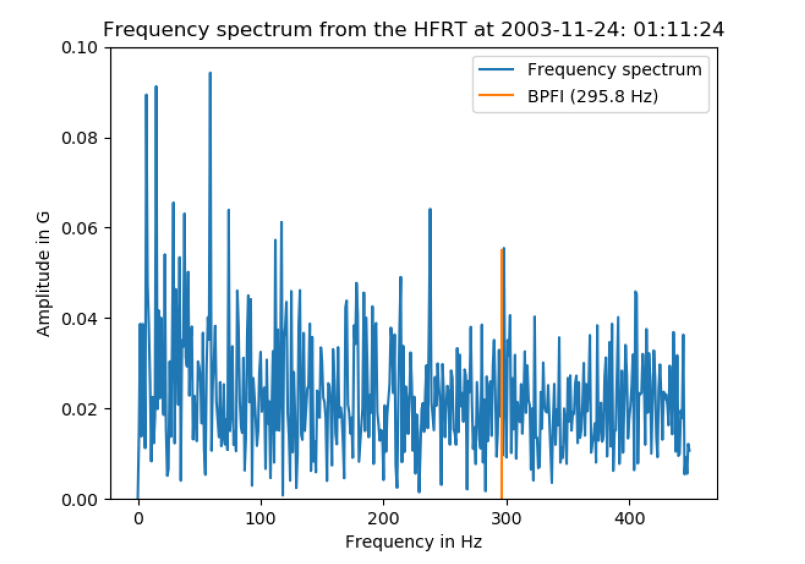 Frequency spectrum from the HFRT at 2003-11-24: 01:11:24
0.10
0.08
0.06
0.04
0.02
0.00
Amplitude in G
Frequency spectrum
BPFI (295.8 Hz)
0 100 200 300 400
Frequency in Hz